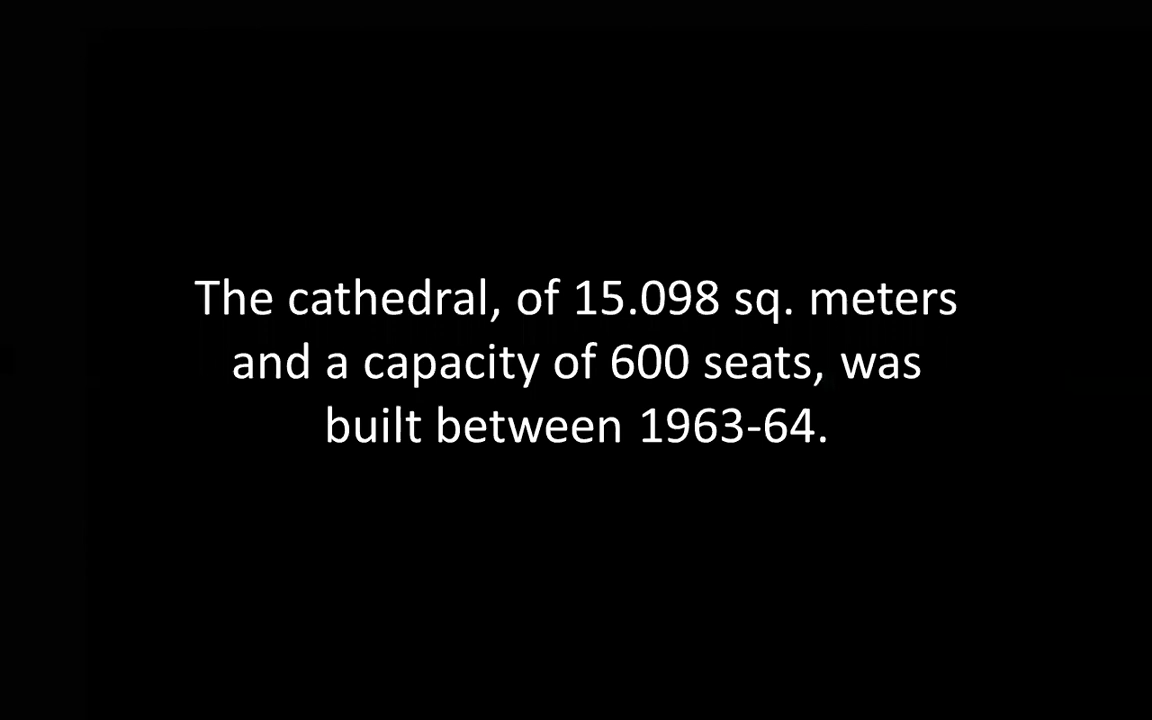 The cathedral, of 15.098 sq. meters
and a capacity of 600 seats, was
built between 1963-64.